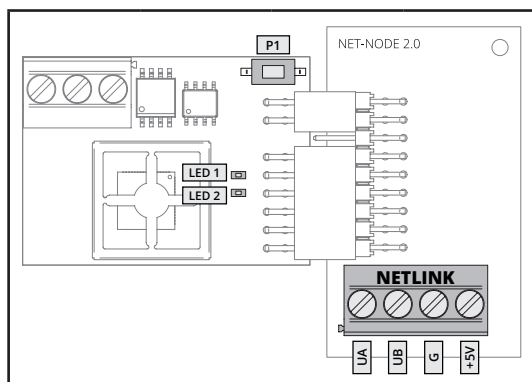 P1
NET-NODE 2.0
LED 1
LED 2
NETLINK
UA
UB
G
+5V